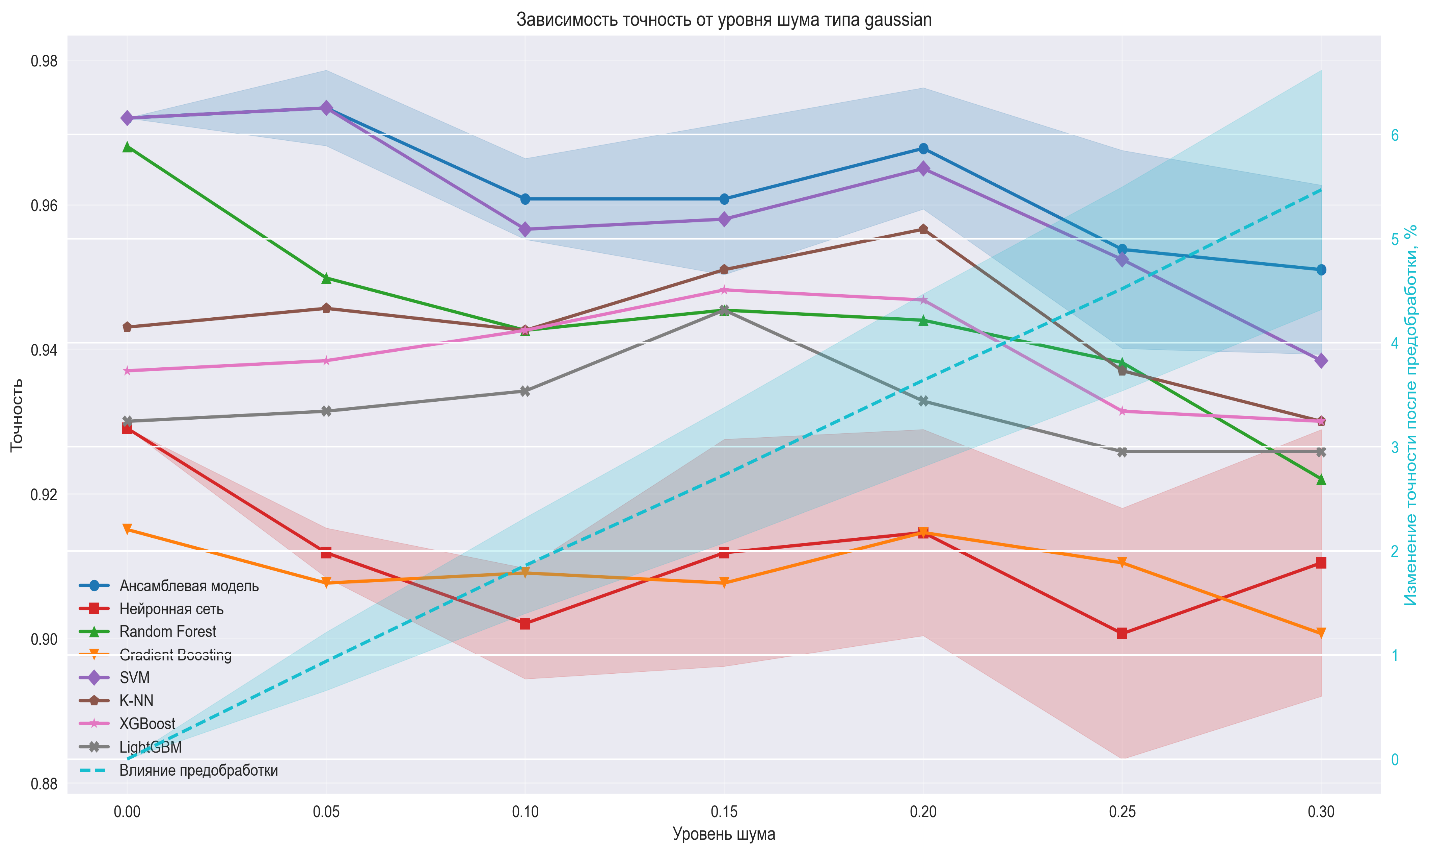 Зависимость точность от уровня шума типа gaussian
0.98
0.96
0.94
0.92
0.90
0.88
Точность
6
5
4
3
2
1
0
Изменение точности после предобработки, %
Ансамблевая модель
Нейронная сеть
Random Forest
Gradient Boosting
SVM
K-NN
XGBoost
LightGBM
Влияние предобработки
0.00 0.05 0.10 0.15 0.20 0.25 0.30
Уровень шума